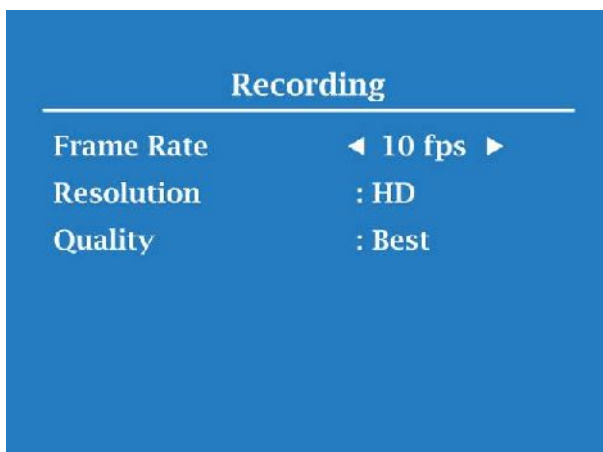 Recording
Frame Rate ◀ 10 fps ▶
Resolution : HD
Quality : Best